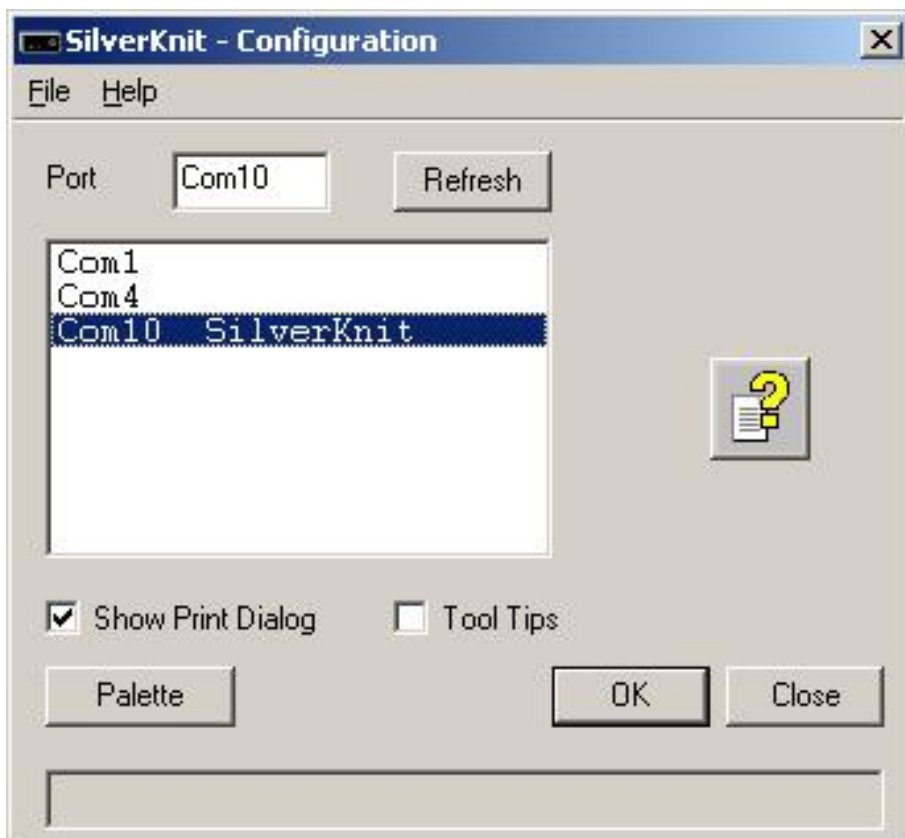 SilverKnit - Configuration
File Help
Port Com10 Refresh
Com1
Com4
Com10 SilverKnit
Show Print Dialog Tool Tips
Palette OK Close